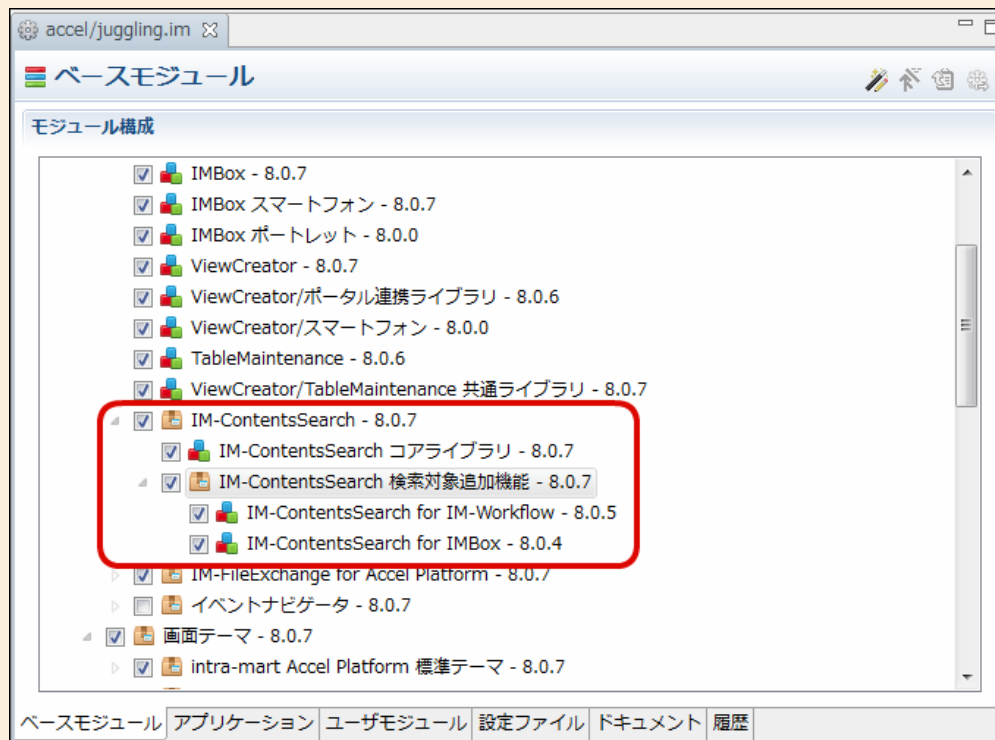 accel/juggling.im
ベースモジュール
モジュール構成
IMBox - 8.0.7
IMBox スマートフォン - 8.0.7
IMBox ポートレット - 8.0.0
ViewCreator - 8.0.7
ViewCreator/ポータル連携ライブラリ - 8.0.6
ViewCreator/スマートフォン - 8.0.0
TableMaintenance - 8.0.6
ViewCreator/TableMaintenance 共通ライブラリ - 8.0.7
IM-ContentsSearch - 8.0.7
IM-ContentsSearch コアライブラリ - 8.0.7
IM-ContentsSearch 検索対象追加機能 - 8.0.7
IM-ContentsSearch for IM-Workflow - 8.0.5
IM-ContentsSearch for IMBox - 8.0.4
IM-FileExchange for Accel Platform - 8.0.7
イベントナビゲータ - 8.0.7
画面テーマ - 8.0.7
intra-mart Accel Platform 標準テーマ - 8.0.7
ベースモジュール アプリケーション ユーザモジュール 設定ファイル ドキュメント 履歴